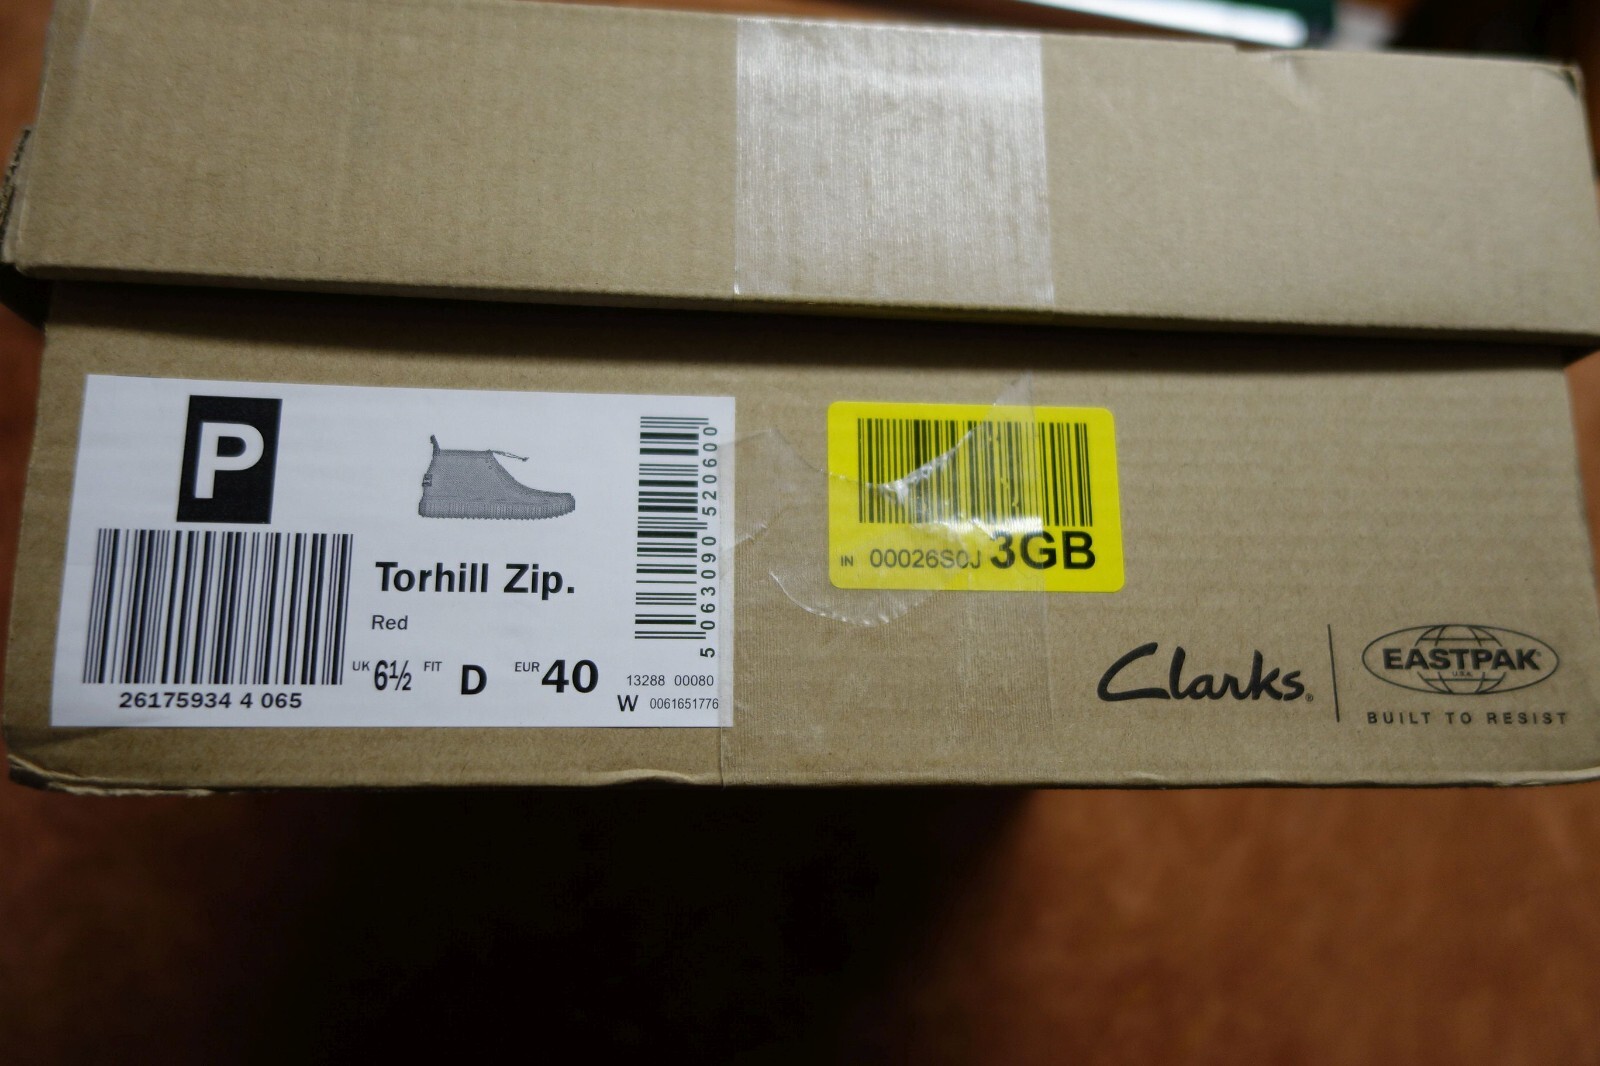 P
26175934 4 065
Torhill Zip.
Red
UK 6½ FIT D EUR 40
5 063090 520600
13288 00080
W 0061651776
IN 00026S0J 3GB
Clarks®
EASTPAK®
U.S.A.
BUILT TO RESIST